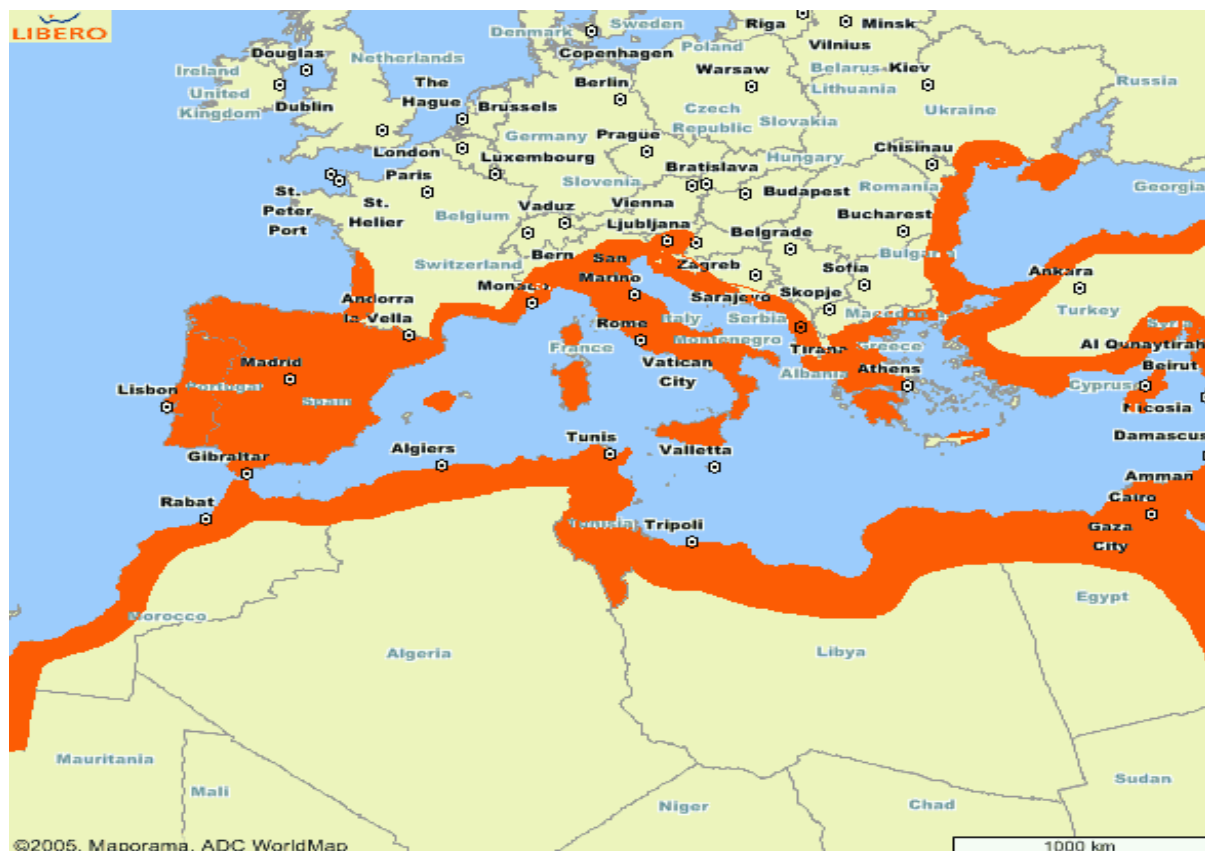 LIBERO
Denmark
Sweden
Riga
Minsk
Douglas
Netherlands
Copenhagen
Poland
Vilnius
Ireland
The
Hague
Berlin
Warsaw
Belarus
Kiev
Russia
United
Kingdom
Dublin
Brussels
Czech
Republic
Lithuania
Ukraine
Germany
Prague
Slovakia
London
Luxembourg
Hungary
Chisinau
Paris
Slovenia
Bratislava
St.
Peter
Port
St.
Helier
Belgium
Vaduz
Vienna
Budapest
Romania
Georgia
Ljubljana
Bucharest
Belgrade
Bern
San
Marino
Switzerland
Zagreb
Sofia
Bulgaria
Ankara
Monaco
Sarajevo
Skopje
Andorra
la Vella
Rome
Italy
Serbia
Macedonia
Turkey
Syria
France
Montenegro
Tirana
Greece
Al Qunaytirah
Madrid
Vatican
City
Albania
Athens
Beirut
Lisbon
Portugal
Spain
Cyprus
Nicosia
Algiers
Tunis
Valletta
Damascus
Gibraltar
Amman
Rabat
Tunisia
Tripoli
Cairo
Gaza
City
Morocco
Algeria
Libya
Egypt
Mauritania
Mali
Niger
Chad
Sudan
©2005, Maporama, ADC WorldMap
1000 km